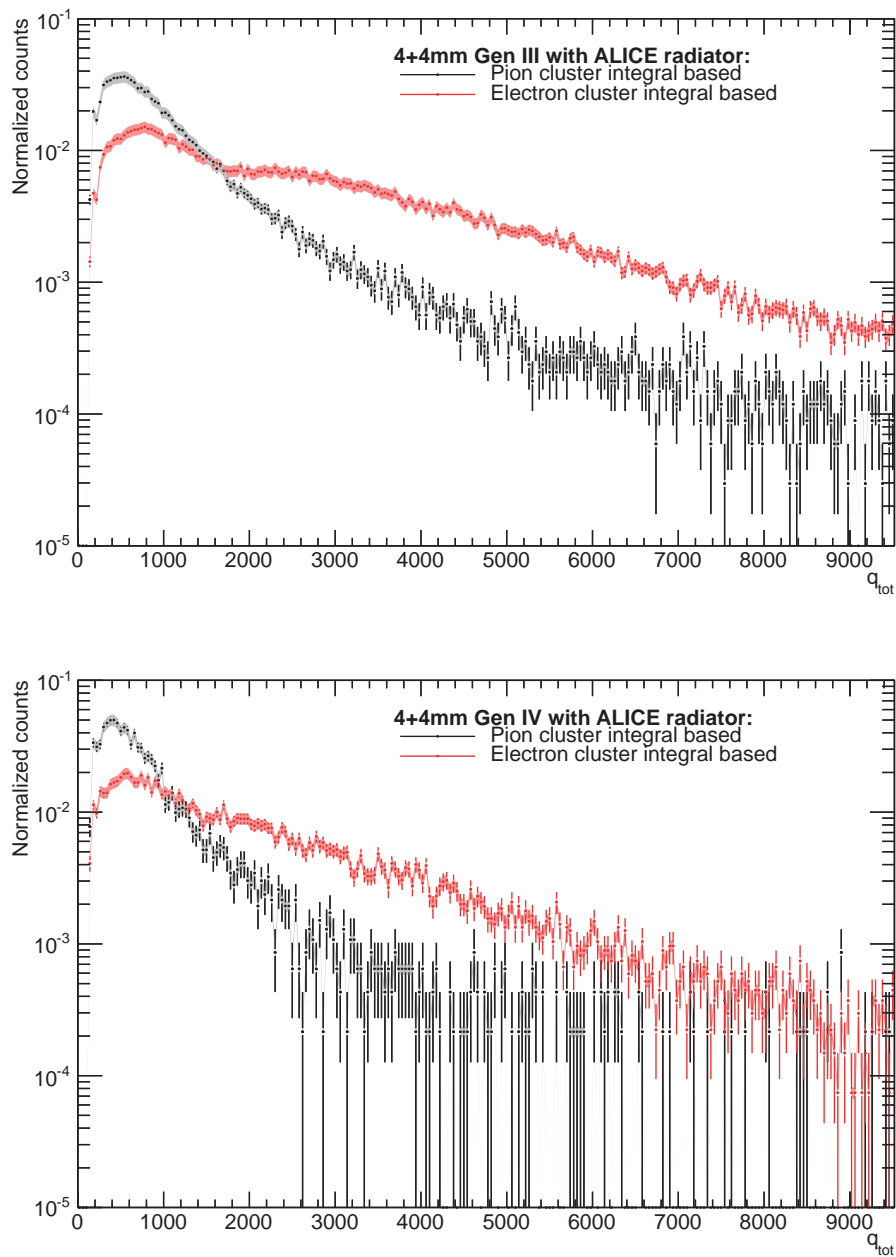 10-1
4+4mm Gen III with ALICE radiator:
Pion cluster integral based
Electron cluster integral based
Normalized counts
10-2
10-3
10-4
10-5
0 1000 2000 3000 4000 5000 6000 7000 8000 9000
qtot
10-1
4+4mm Gen IV with ALICE radiator:
Pion cluster integral based
Electron cluster integral based
Normalized counts
10-2
10-3
10-4
10-5
0 1000 2000 3000 4000 5000 6000 7000 8000 9000
qtot